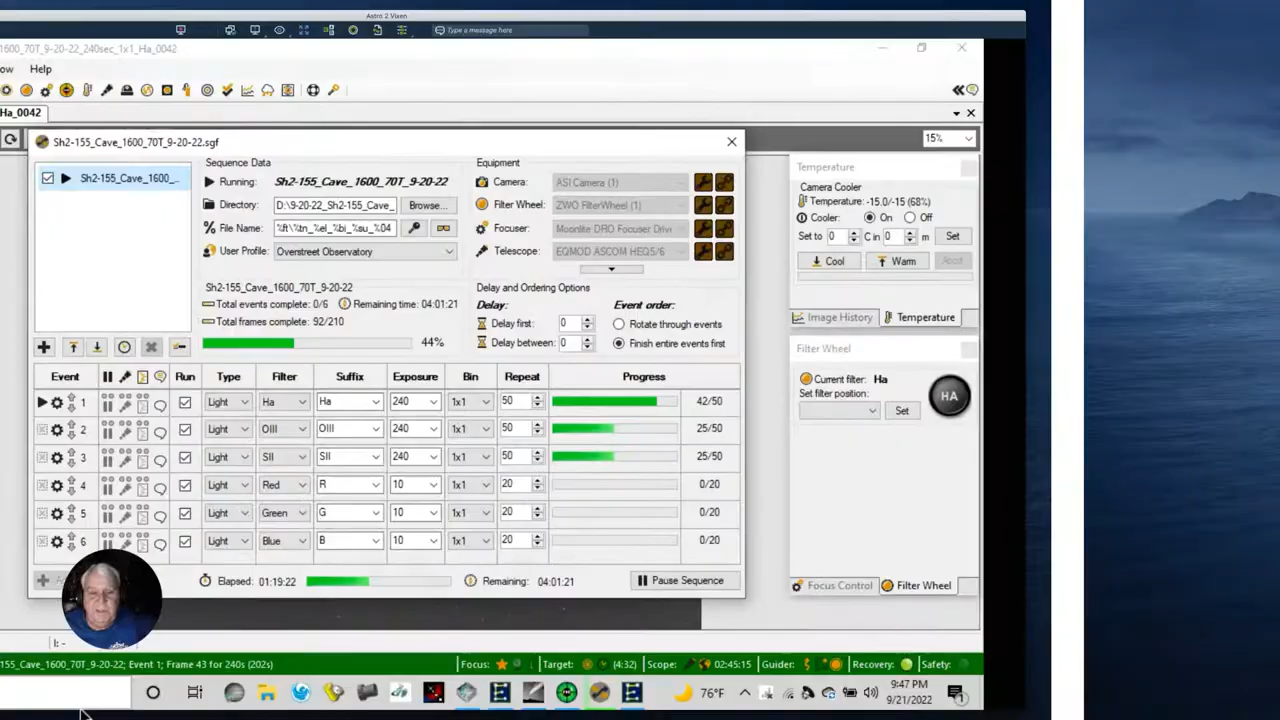 Astro 2 Vixen
Type a message here
1600_70T_9-20-22_240sec_1x1_Ha_0042
ow Help
Ha_0042
15%
Sh2-155_Cave_1600_70T_9-20-22.sgf
Sh2-155_Cave_1600_...
Sequence Data
Running: Sh2-155_Cave_1600_70T_9-20-22
Directory: D:\9-20-22_Sh2-155_Cave_ Browse...
File Name: %ft\%tn_%el_%bi_%su_%04
User Profile: Overstreet Observatory
Equipment
Camera: ASI Camera (1)
Filter Wheel: ZWO FilterWheel (1)
Focuser: Moonlite DRO Focuser Drive
Telescope: EQMOD ASCOM HEQ5/6
Sh2-155_Cave_1600_70T_9-20-22
Total events complete: 0/6 Remaining time: 04:01:21
Total frames complete: 92/210
44%
Delay and Ordering Options
Delay: Event order:
Delay first: 0 Rotate through events
Delay between: 0 Finish entire events first
Event Run Type Filter Suffix Exposure Bin Repeat Progress
1 Light Ha Ha 240 1x1 50 42/50
2 Light OIII OIII 240 1x1 50 25/50
3 Light SII SII 240 1x1 50 25/50
4 Light Red R 10 1x1 20 0/20
5 Light Green G 10 1x1 20 0/20
6 Light Blue B 10 1x1 20 0/20
Elapsed: 01:19:22 Remaining: 04:01:21 Pause Sequence
Temperature
Camera Cooler
Temperature: -15.0/-15 (68%)
Cooler: On Off
Set to 0 C in 0 m Set
Cool Warm Abort
Image History Temperature
Filter Wheel
Current filter: Ha
Set filter position:
Set
HA
Focus Control Filter Wheel
I: -
155_Cave_1600_70T_9-20-22; Event 1; Frame 43 for 240s (202s) Focus: Target: (4:32) Scope: 02:45:15 Guider: Recovery: Safety:
76°F
9:47 PM
9/21/2022
1